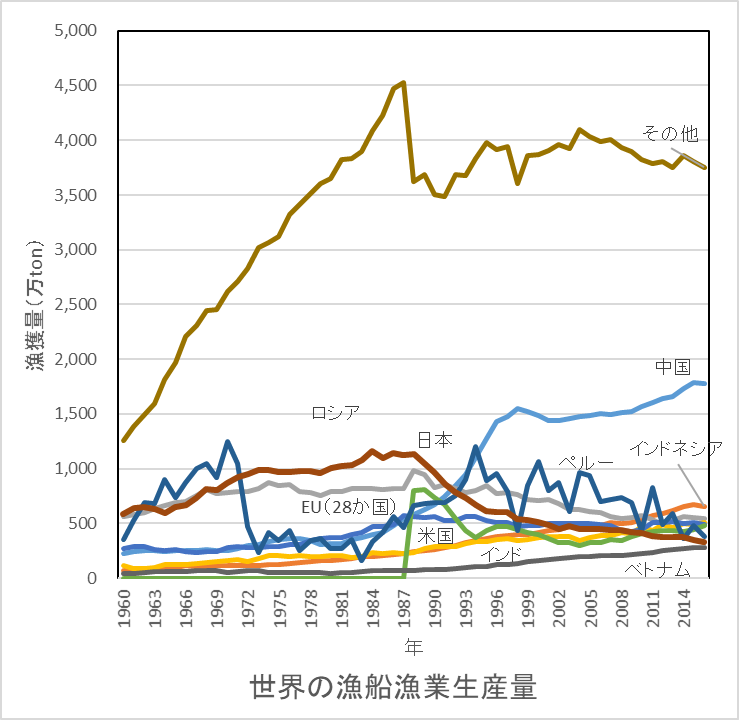 5,000
4,500
4,000
3,500
3,000
2,500
2,000
1,500
1,000
500
0
漁獲量(万ton)
その他
中国
ロシア
日本
インドネシア
ペルー
EU(28か国)
米国
インド
ベトナム
1960
1963
1966
1969
1972
1975
1978
1981
1984
1987
1990
1993
1996
1999
2002
2005
2008
2011
2014
年
世界の漁船漁業生産量